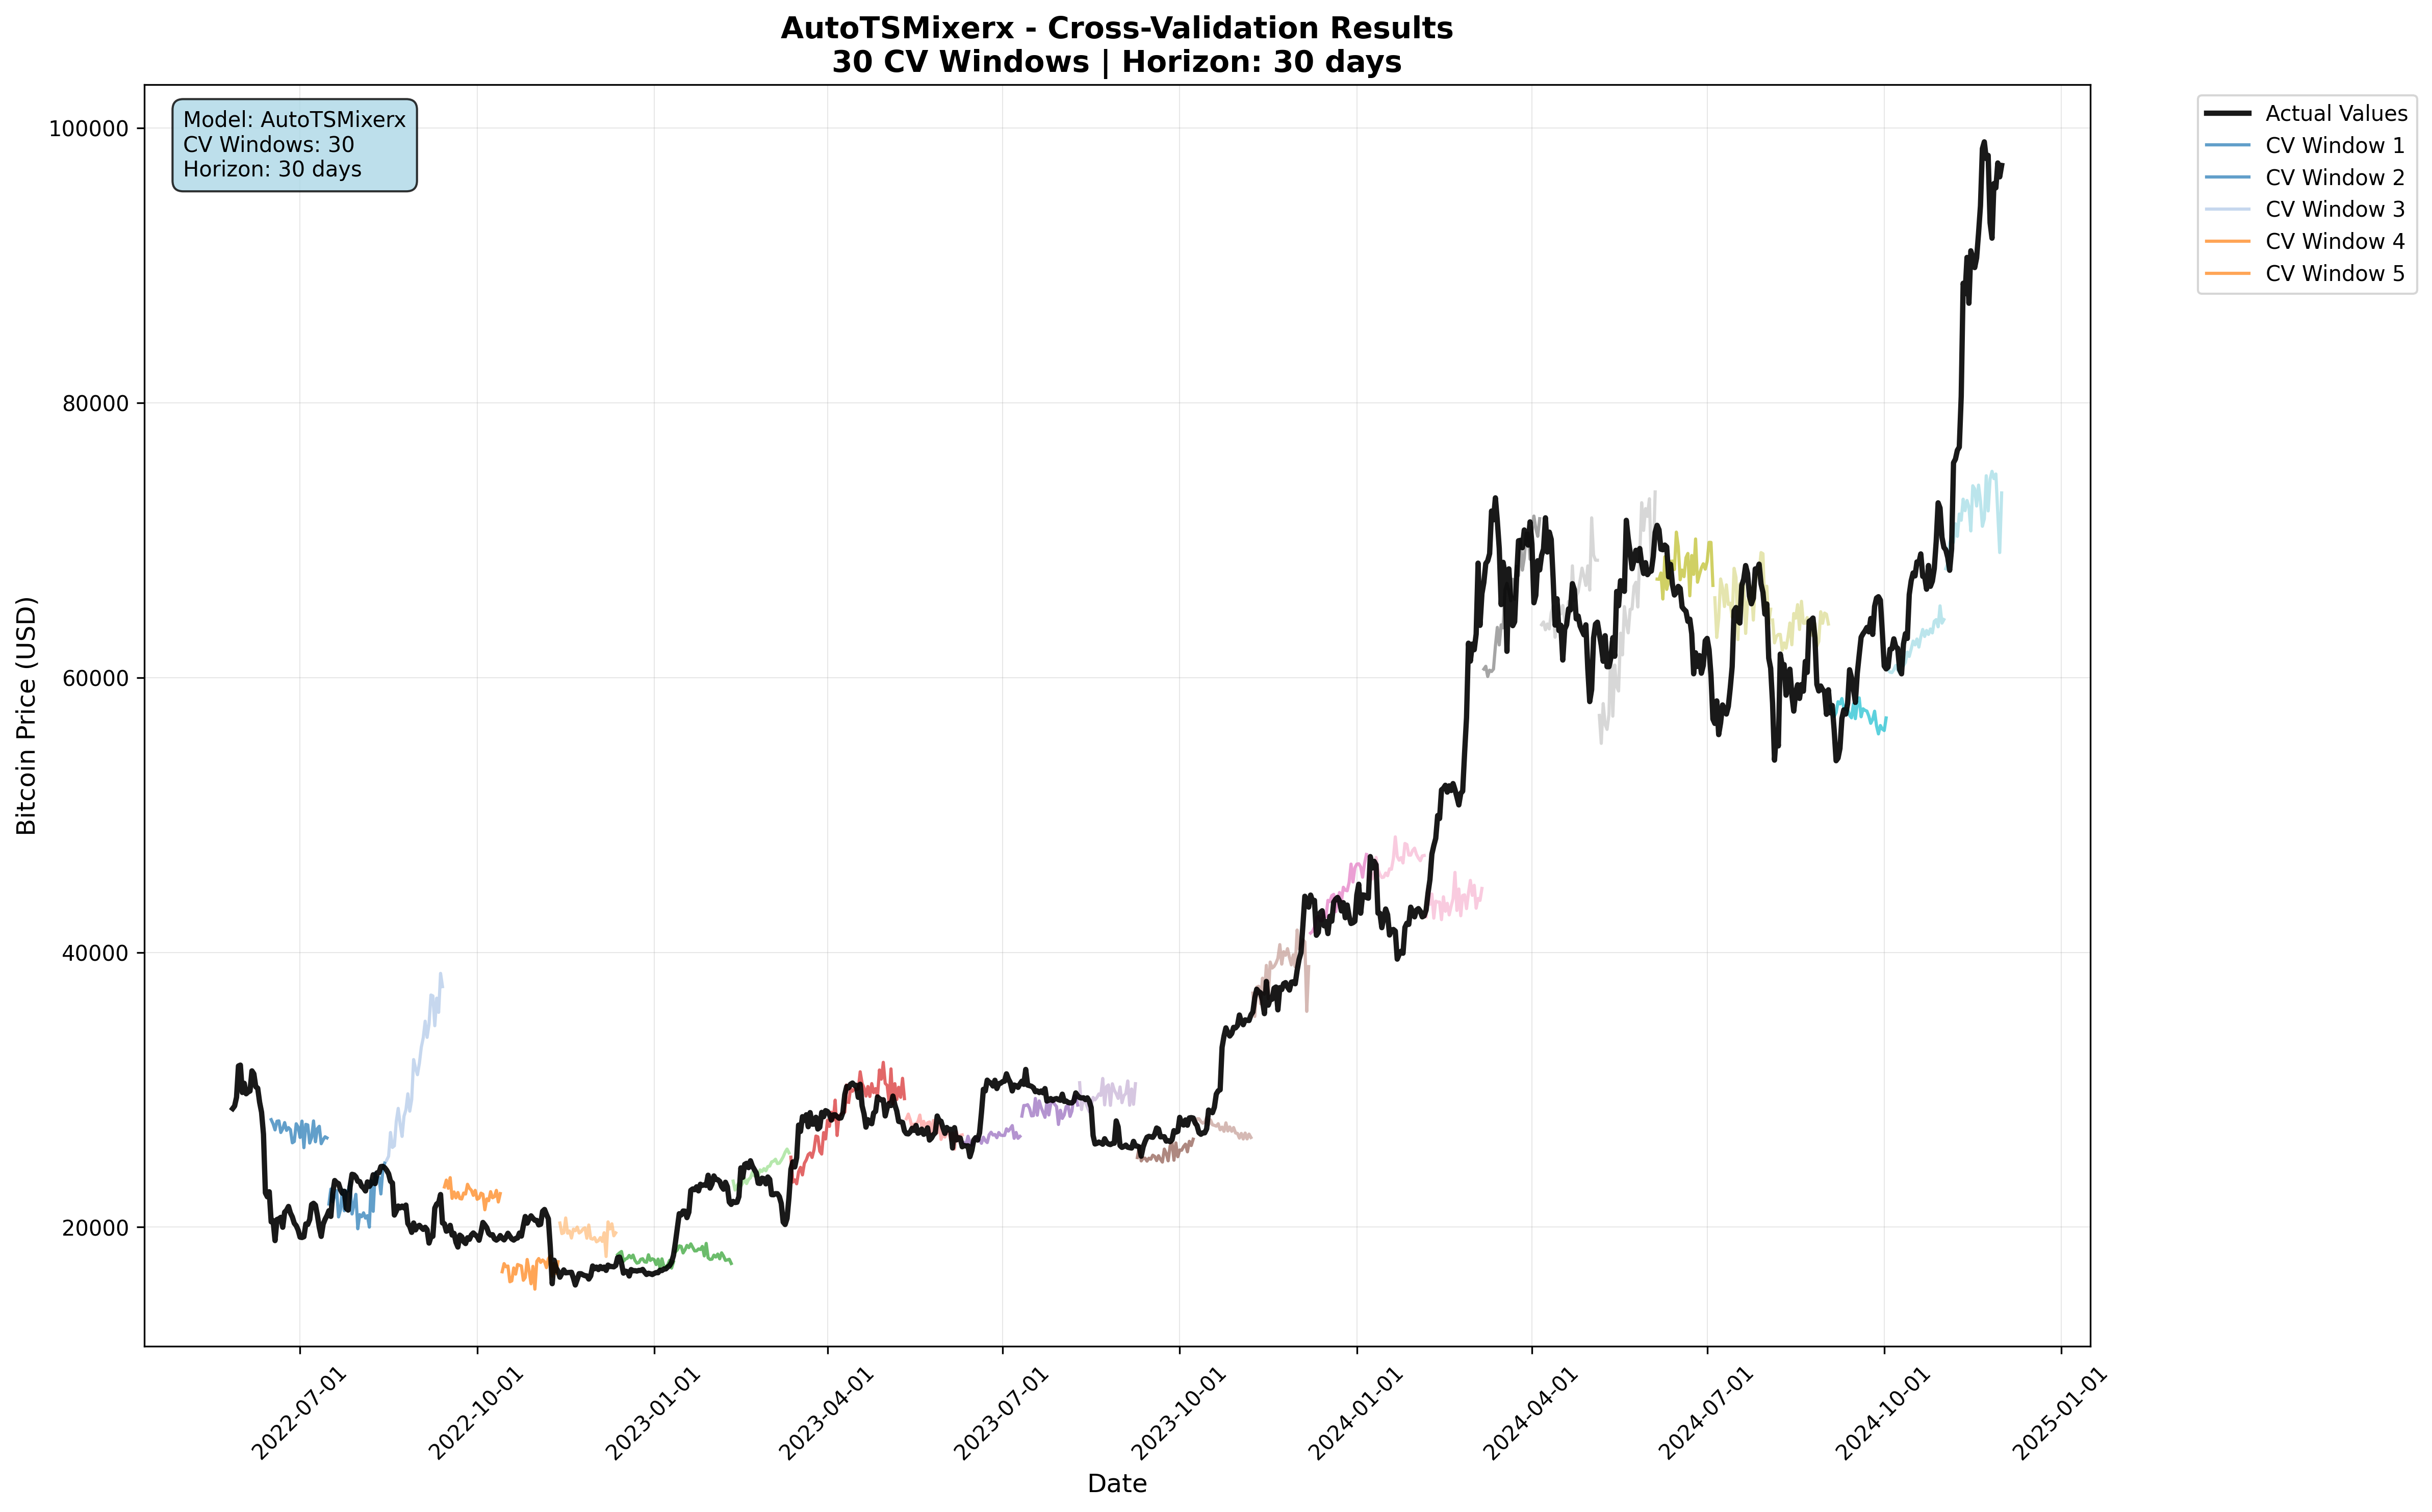 AutoTSMixerx - Cross-Validation Results
30 CV Windows | Horizon: 30 days
Model: AutoTSMixerx
CV Windows: 30
Horizon: 30 days
Actual Values
CV Window 1
CV Window 2
CV Window 3
CV Window 4
CV Window 5
Bitcoin Price (USD)
100000
80000
60000
40000
20000
2022-07-01
2022-10-01
2023-01-01
2023-04-01
2023-07-01
2023-10-01
2024-01-01
2024-04-01
2024-07-01
2024-10-01
2025-01-01
Date